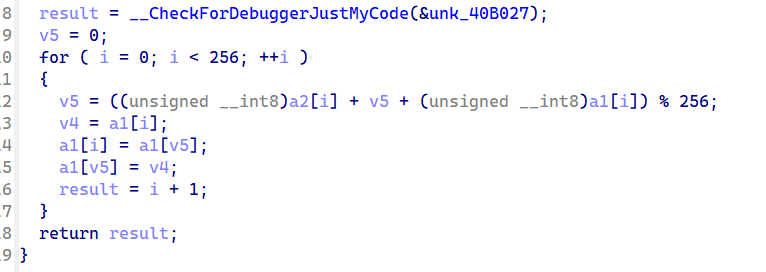 8 result = __CheckForDebuggerJustMyCode(&unk_40B027);
9 v5 = 0;
0 for ( i = 0; i < 256; ++i )
1 {
2 v5 = ((unsigned __int8)a2[i] + v5 + (unsigned __int8)a1[i]) % 256;
3 v4 = a1[i];
4 a1[i] = a1[v5];
5 a1[v5] = v4;
6 result = i + 1;
7 }
8 return result;
9 }